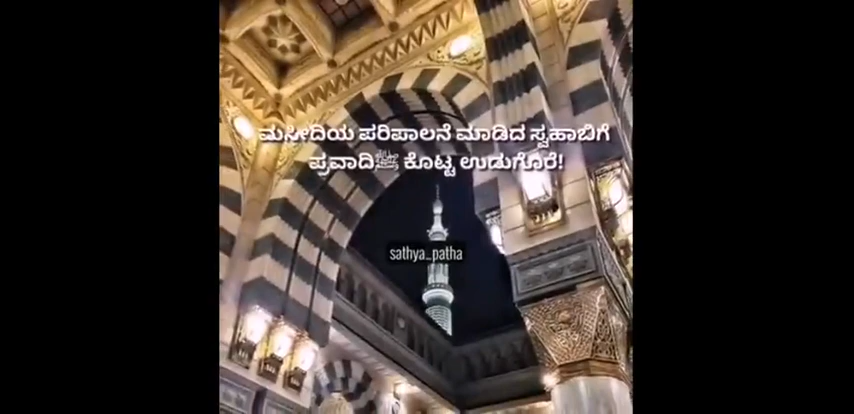 ಮಸೀದಿಯ ಪರಿಪಾಲನೆ ಮಾಡಿದ ಸ್ವಹಾಬಿಗೆ
ಪ್ರವಾದಿﷺ ಕೊಟ್ಟ ಉಡುಗೊರೆ!
sathya_patha